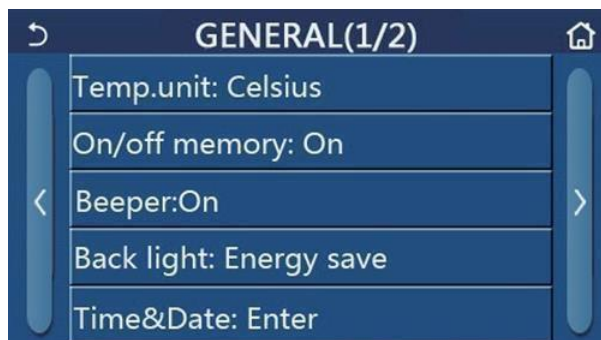 GENERAL(1/2)
Temp.unit: Celsius
On/off memory: On
Beeper:On
Back light: Energy save
Time&Date: Enter